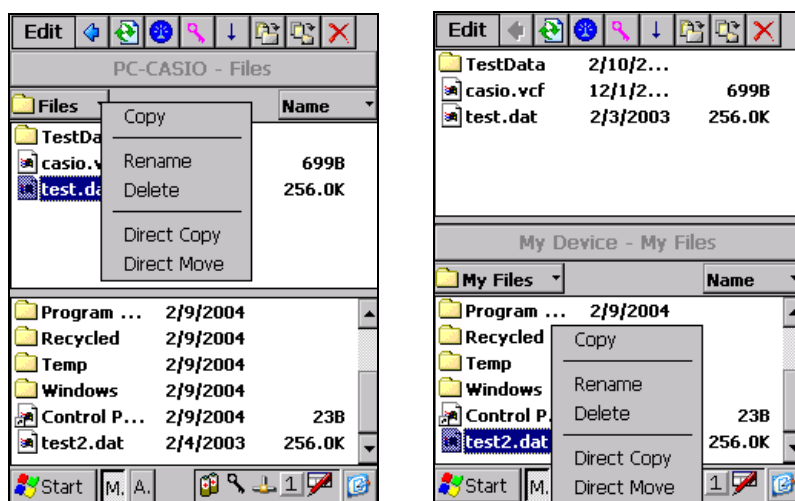 Edit
PC-CASIO - Files
Files Name
Copy
TestDa
casio.v Rename 699B
test.da Delete 256.0K
Direct Copy
Direct Move
Program ... 2/9/2004
Recycled 2/9/2004
Temp 2/9/2004
Windows 2/9/2004
Control P... 2/9/2004 23B
test2.dat 2/4/2003 256.0K
Start M. A. 1
Edit
TestData 2/10/2...
casio.vcf 12/1/2... 699B
test.dat 2/3/2003 256.0K
My Device - My Files
My Files Name
Program ... 2/9/2004
Recycled Copy
Temp
Windows Rename
Control P. Delete 23B
test2.dat 256.0K
Direct Copy
Start M. Direct Move 1